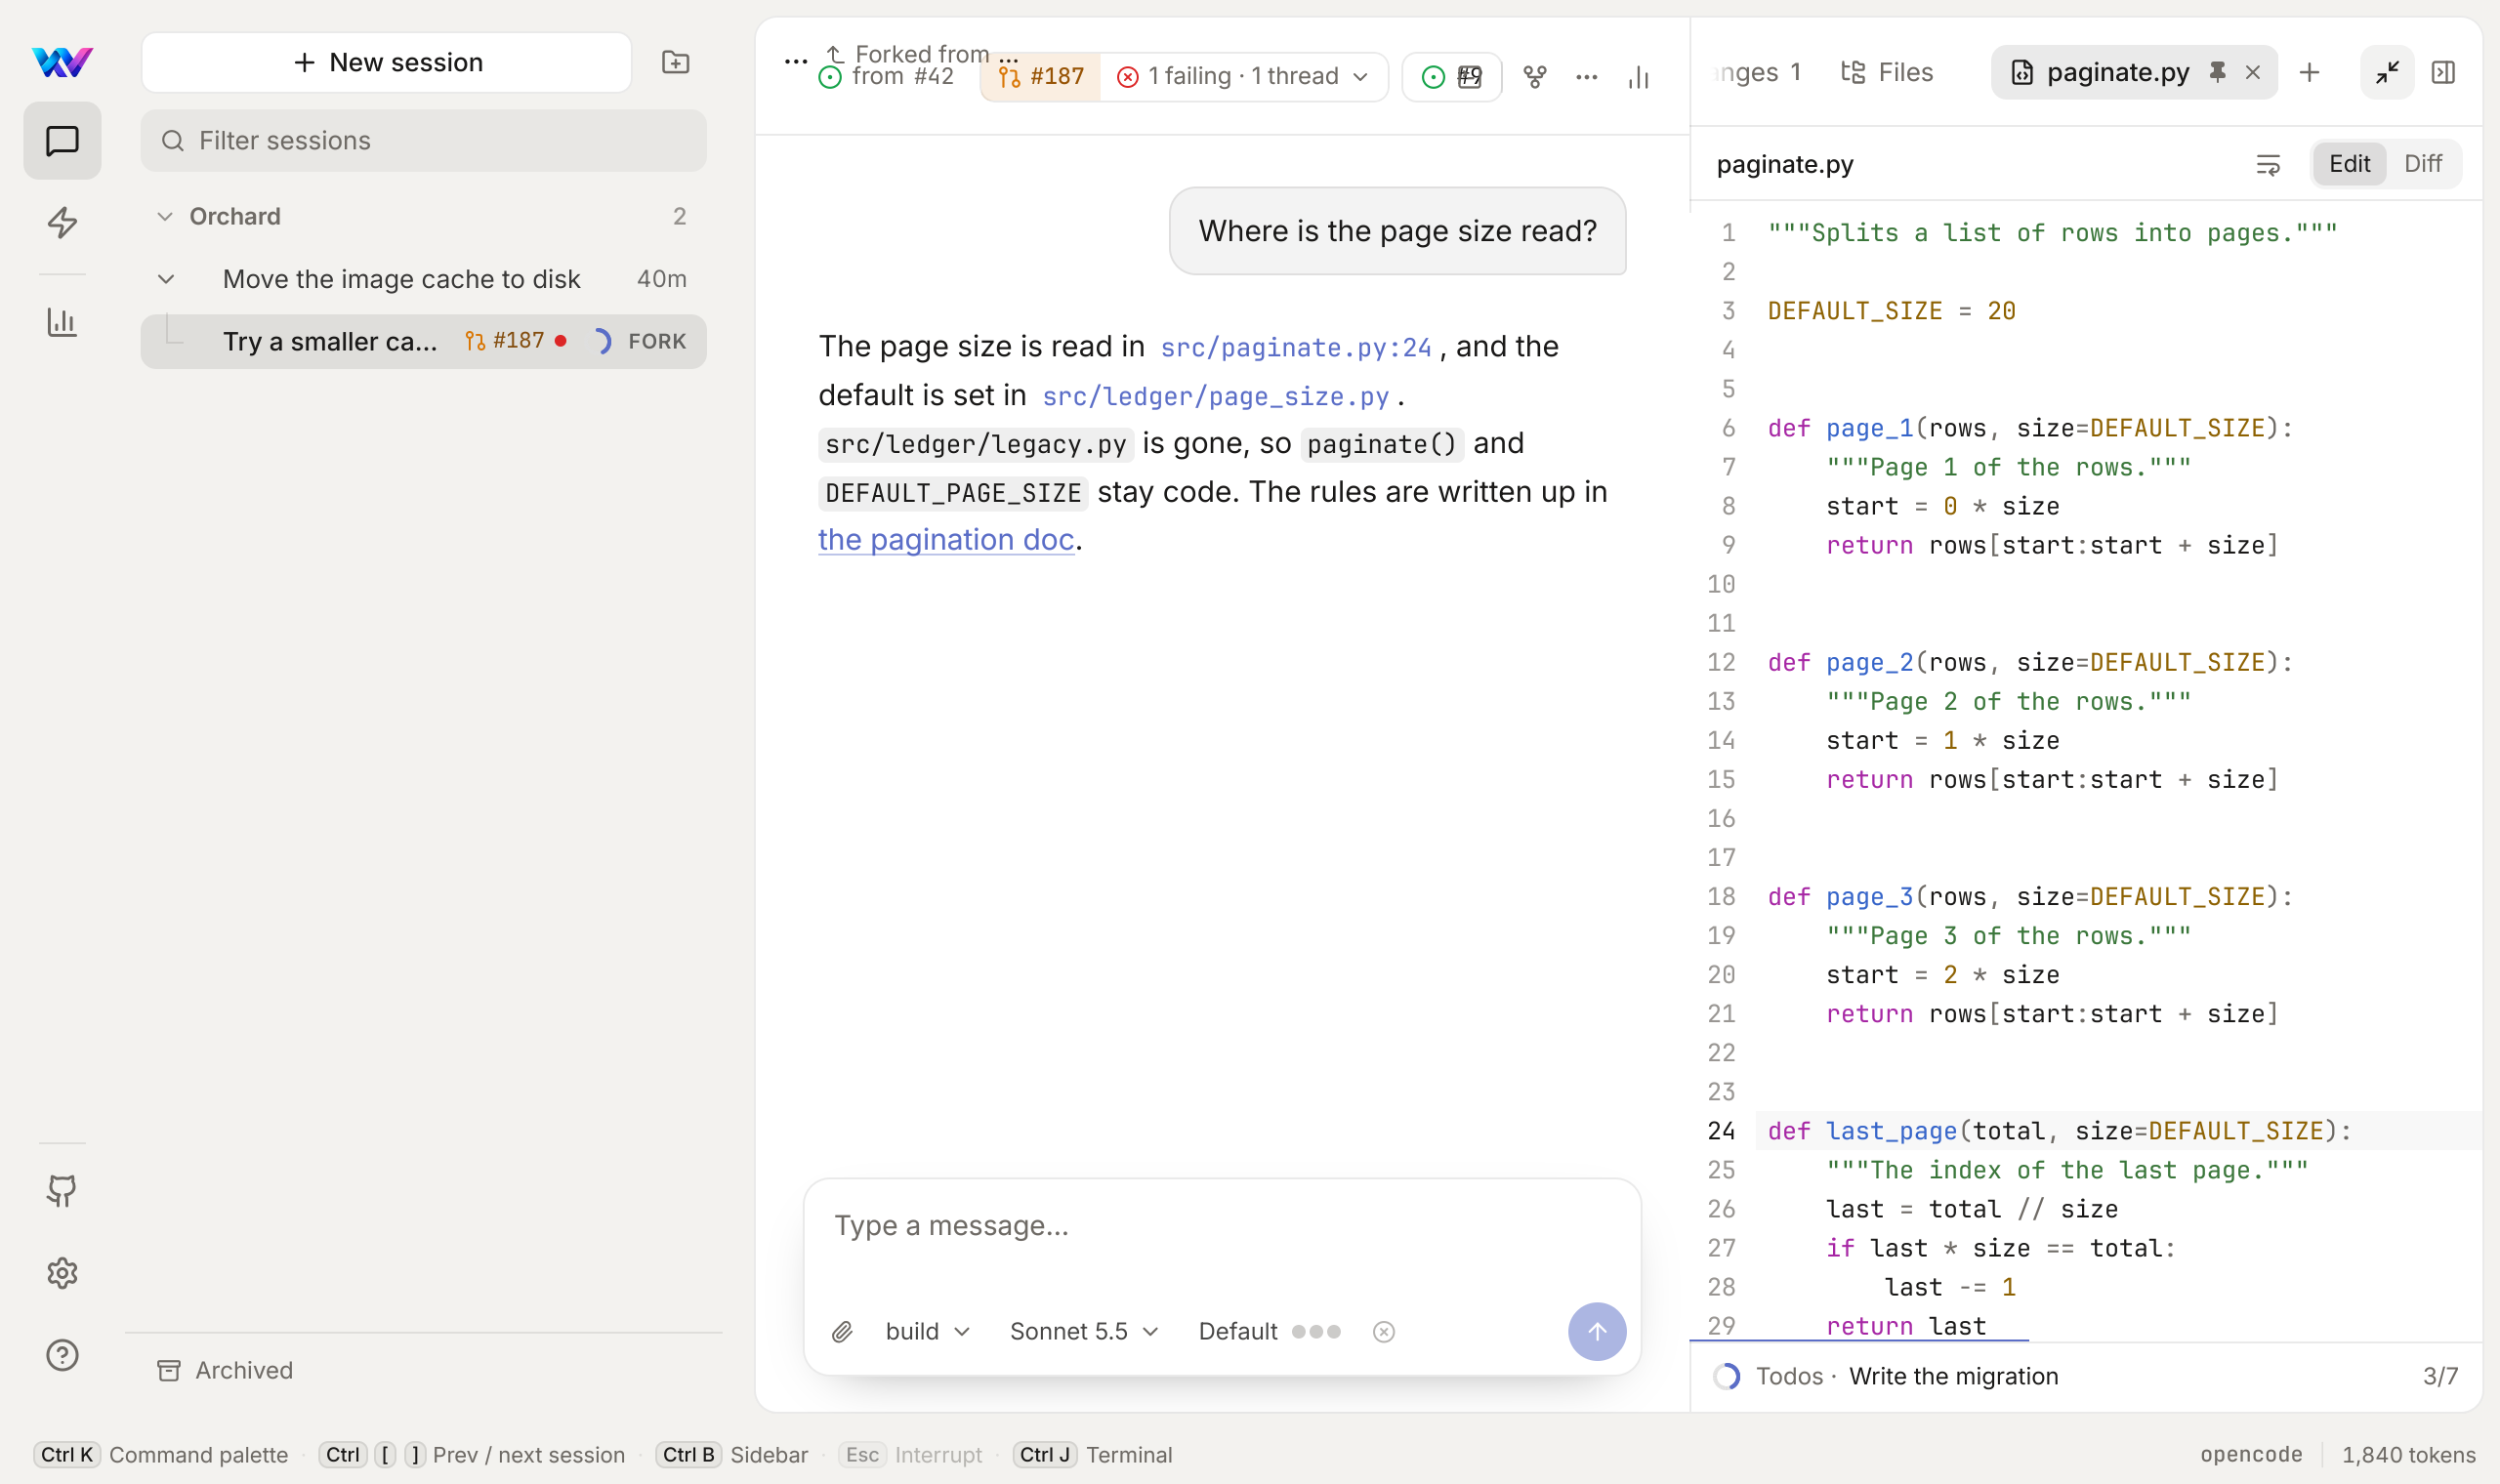 New session
Filter sessions
Orchard 2
Move the image cache to disk 40m
Try a smaller ca... #187 FORK
Archived
... Forked from ...
from #42 #187 1 failing · 1 thread #9
Where is the page size read?
The page size is read in src/paginate.py:24, and the
default is set in src/ledger/page_size.py.
src/ledger/legacy.py is gone, so paginate() and
DEFAULT_PAGE_SIZE stay code. The rules are written up in
the pagination doc.
Type a message...
build Sonnet 5.5 Default
anges 1 Files paginate.py
paginate.py Edit Diff
1 """Splits a list of rows into pages."""
2
3 DEFAULT_SIZE = 20
4
5
6 def page_1(rows, size=DEFAULT_SIZE):
7     """Page 1 of the rows."""
8     start = 0 * size
9     return rows[start:start + size]
10
11
12 def page_2(rows, size=DEFAULT_SIZE):
13     """Page 2 of the rows."""
14     start = 1 * size
15     return rows[start:start + size]
16
17
18 def page_3(rows, size=DEFAULT_SIZE):
19     """Page 3 of the rows."""
20     start = 2 * size
21     return rows[start:start + size]
22
23
24 def last_page(total, size=DEFAULT_SIZE):
25     """The index of the last page."""
26     last = total // size
27     if last * size == total:
28         last -= 1
29     return last
Todos · Write the migration 3/7
Ctrl K Command palette · Ctrl [ ] Prev / next session · Ctrl B Sidebar · Esc Interrupt · Ctrl J Terminal
opencode 1,840 tokens